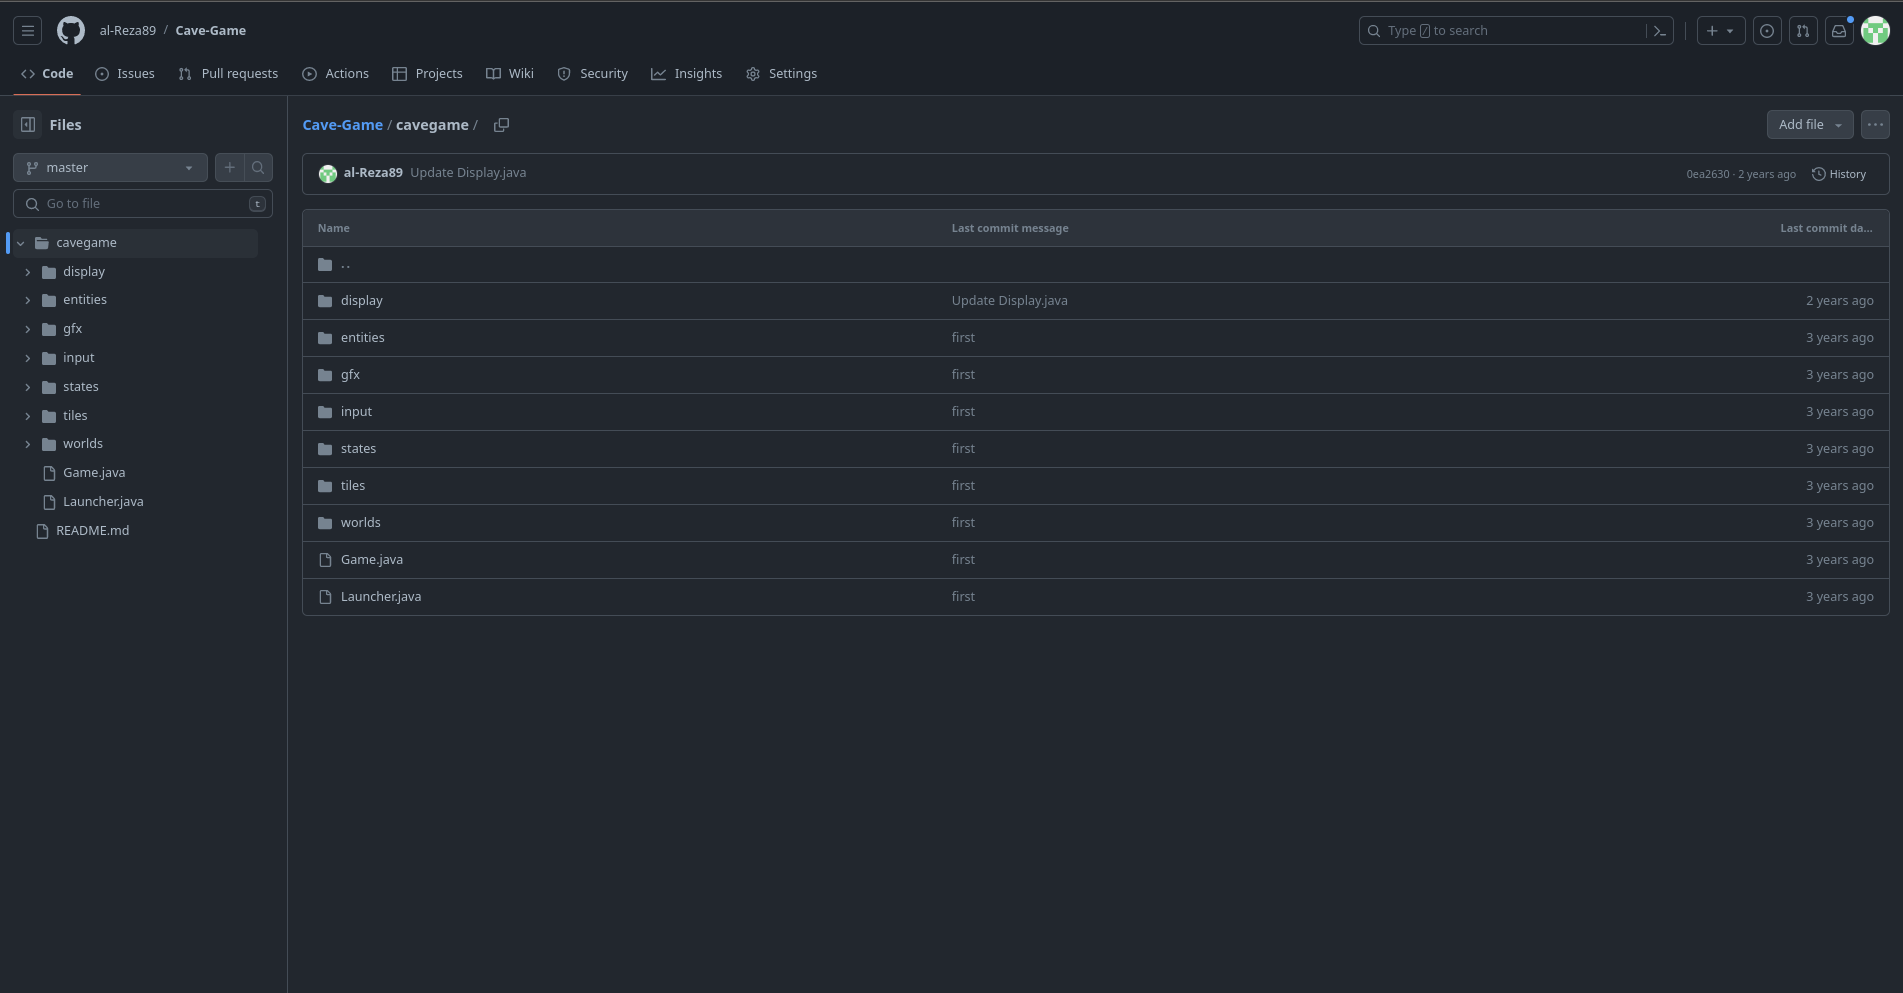 al-Reza89 / Cave-Game
Type / to search
Code Issues Pull requests Actions Projects Wiki Security Insights Settings
Files
master
Go to file t
cavegame
display
entities
gfx
input
states
tiles
worlds
Game.java
Launcher.java
README.md
Cave-Game / cavegame /
Add file
al-Reza89 Update Display.java 0ea2630 · 2 years ago History
Name Last commit message Last commit da...
..
display Update Display.java 2 years ago
entities first 3 years ago
gfx first 3 years ago
input first 3 years ago
states first 3 years ago
tiles first 3 years ago
worlds first 3 years ago
Game.java first 3 years ago
Launcher.java first 3 years ago